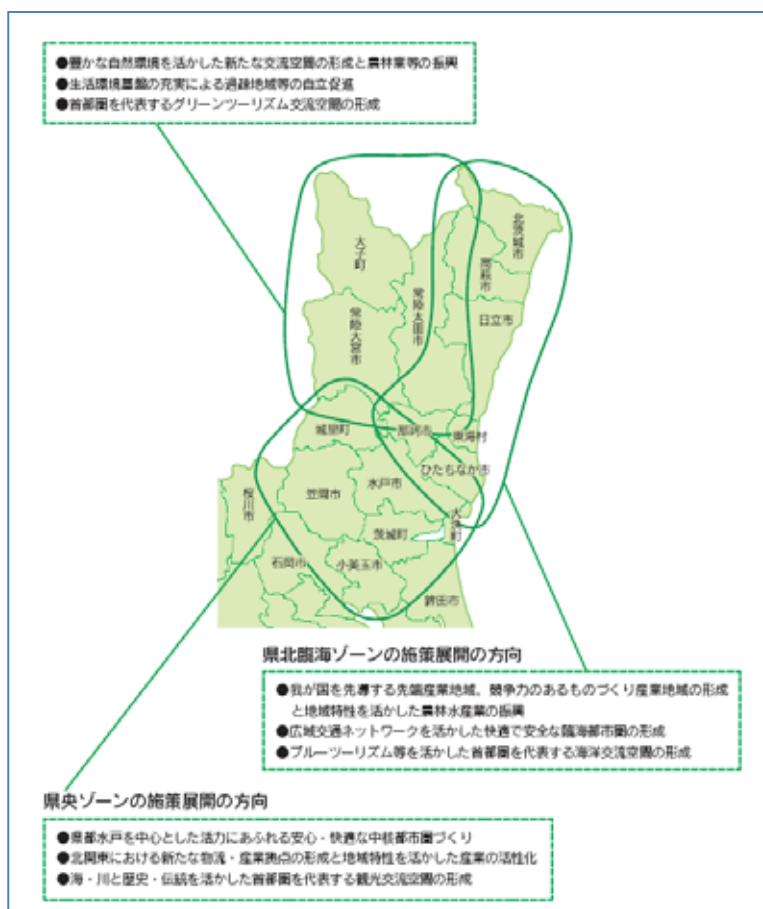 ●豊かな自然環境を活かした新たな交流空間の形成と農林業等の振興
●生活環境基盤の充実による過疎地域等の自立促進
●首都圏を代表するグリーンツーリズム交流空間の形成
北茨城市
大子町
高萩市
常陸太田市
常陸大宮市
日立市
城里町
那珂市
東海村
ひたちなか市
水戸市
笠間市
桜川市
大洗町
茨城町
石岡市
小美玉市
鉾田市
県北臨海ゾーンの施策展開の方向
●我が国を先導する先端産業地域、競争力のあるものづくり産業地域の形成
と地域特性を活かした農林水産業の振興
●広域交通ネットワークを活かした快適で安全な臨海都市圏の形成
●ブルーツーリズム等を活かした首都圏を代表する海洋交流空間の形成
県央ゾーンの施策展開の方向
●県都水戸を中心とした活力にあふれる安心・快適な中核都市圏づくり
●北関東における新たな物流・産業拠点の形成と地域特性を活かした産業の活性化
●海・川と歴史・伝統を活かした首都圏を代表する観光交流空間の形成